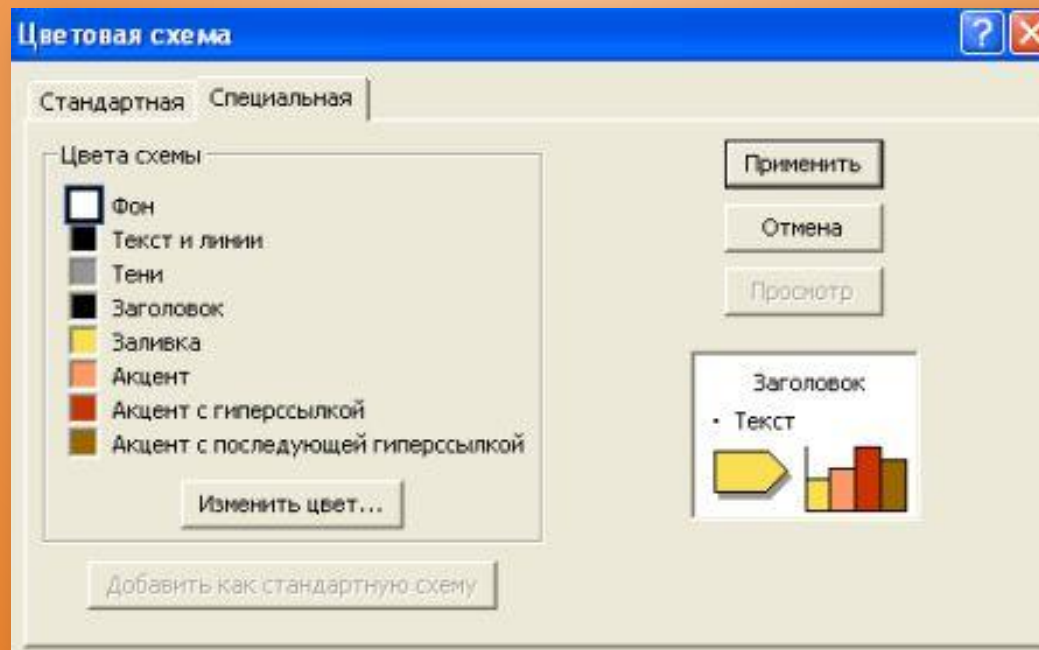 Цветовая схема
Стандартная Специальная
Цвета схемы
Фон
Текст и линии
Тени
Заголовок
Заливка
Акцент
Акцент с гиперссылкой
Акцент с последующей гиперссылкой
Изменить цвет...
Добавить как стандартную схему
Применить
Отмена
Просмотр
Заголовок
• Текст